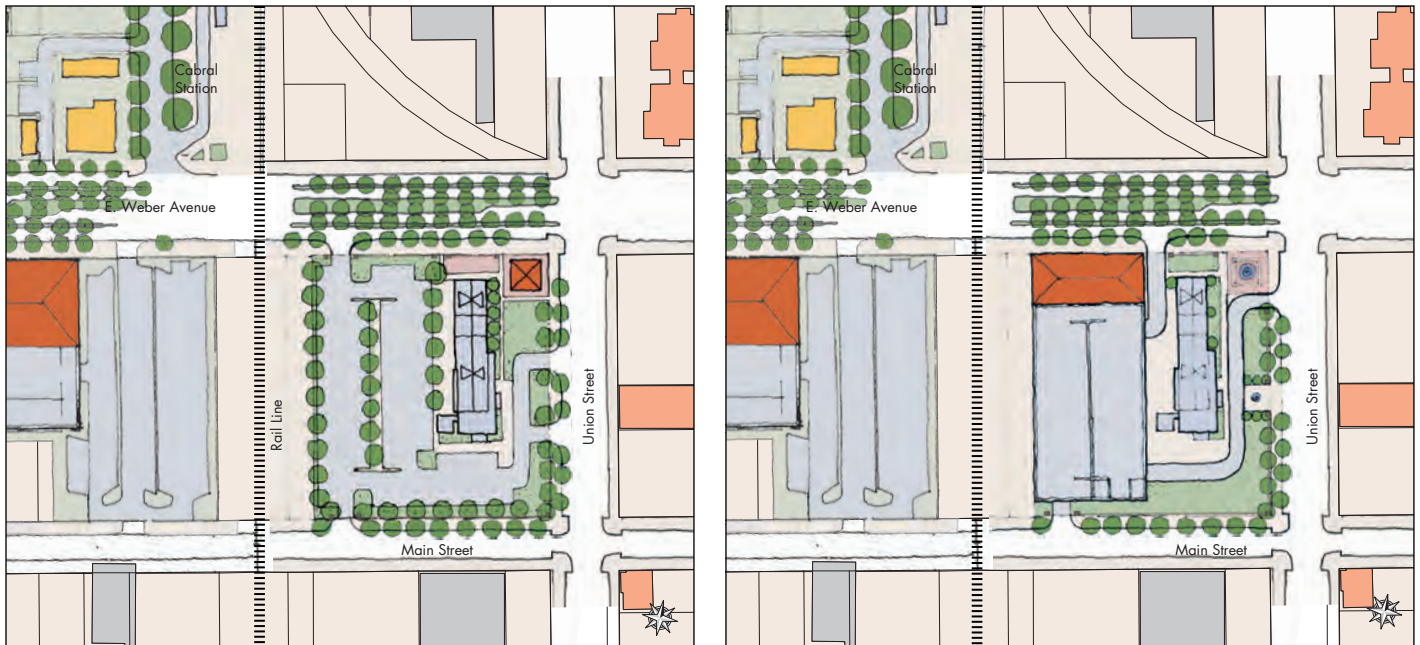 Cabral
Station
E. Weber Avenue
Rail Line
Union Street
Main Street
Cabral
Station
E. Weber Avenue
Union Street
Main Street